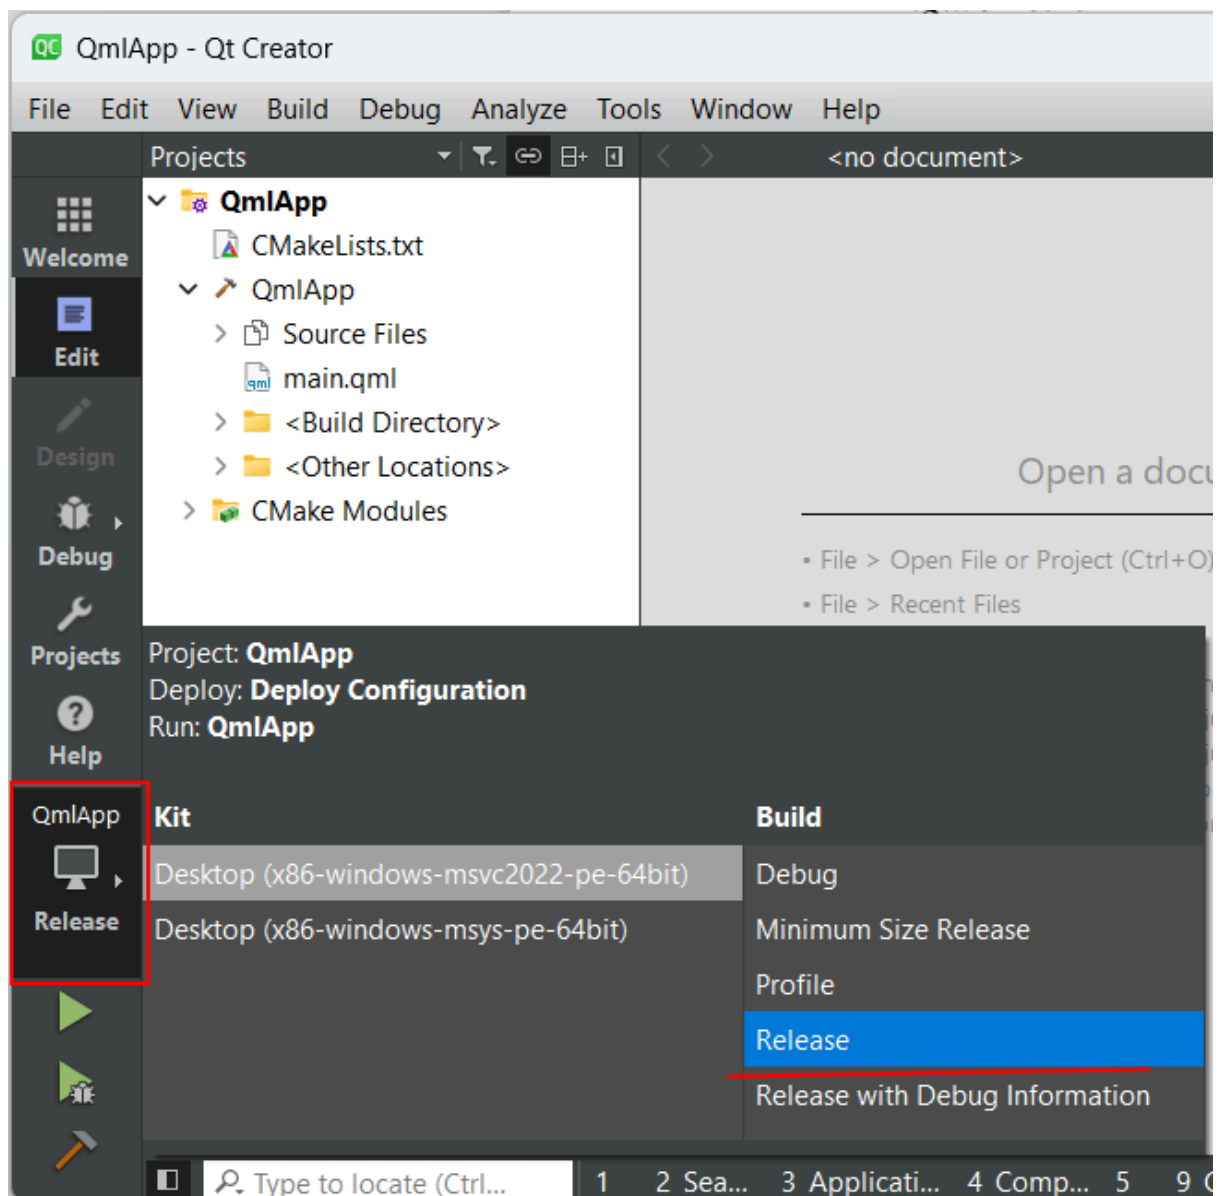 QmlApp - Qt Creator
File Edit View Build Debug Analyze Tools Window Help
Projects <no document>
Welcome
Edit
Design
Debug
Projects
Help
QmlApp
Release
QmlApp
CMakeLists.txt
QmlApp
Source Files
main.qml
<Build Directory>
<Other Locations>
CMake Modules
Open a docu
• File > Open File or Project (Ctrl+O)
• File > Recent Files
Project: QmlApp
Deploy: Deploy Configuration
Run: QmlApp
Kit
Desktop (x86-windows-msvc2022-pe-64bit)
Desktop (x86-windows-msys-pe-64bit)
Build
Debug
Minimum Size Release
Profile
Release
Release with Debug Information
Type to locate (Ctrl... 1 2 Sea... 3 Applicati... 4 Comp... 5 9